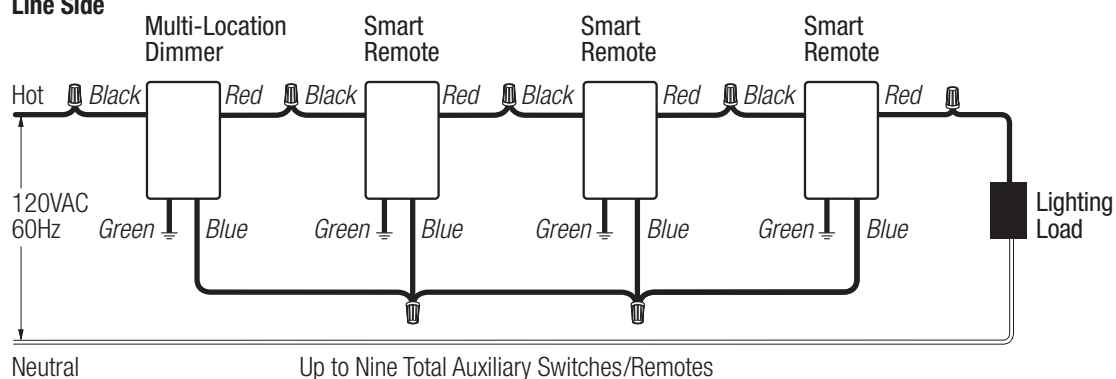 Line Side
Multi-Location
Dimmer
Smart
Remote
Smart
Remote
Smart
Remote
Hot
Black
Red
Black
Red
Black
Red
Black
Red
120VAC
60Hz
Green
Blue
Green
Blue
Green
Blue
Green
Blue
Lighting
Load
Neutral
Up to Nine Total Auxiliary Switches/Remotes